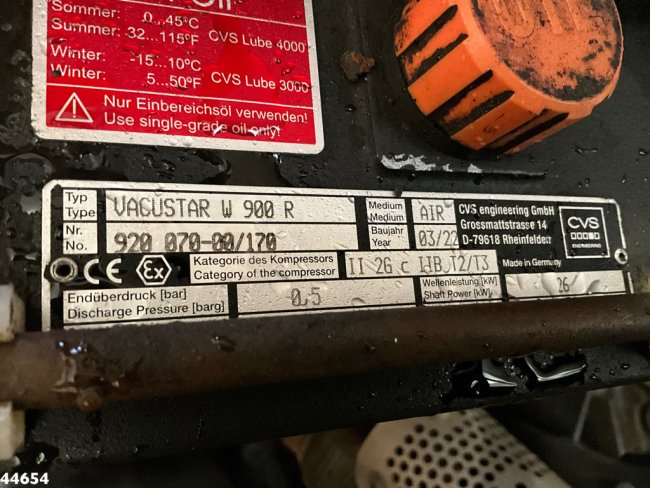 Sommer: 0...45°C
Summer: 32...115°F CVS Lube 4000
Winter: -15...10°C
Winter: 5...50°F CVS Lube 3000
Nur Einbereichsöl verwenden!
Use single-grade oil only!
Typ
Type VACUSTAR W 900 R
Medium
Medium AIR
Nr.
No. 920 070-00/170
Baujahr
Year 03/22
CVS engineering GmbH
Grossmattstrasse 14
D-79618 Rheinfelden
CVS
ENGINEERING
CE Ex
Kategorie des Kompressors
Category of the compressor II 2G c IIB T2/T3
Made in Germany
Endüberdruck [bar]
Discharge Pressure [barg] 0,5
Wellenleistung [kW]
Shaft Power [kW] 26
44654